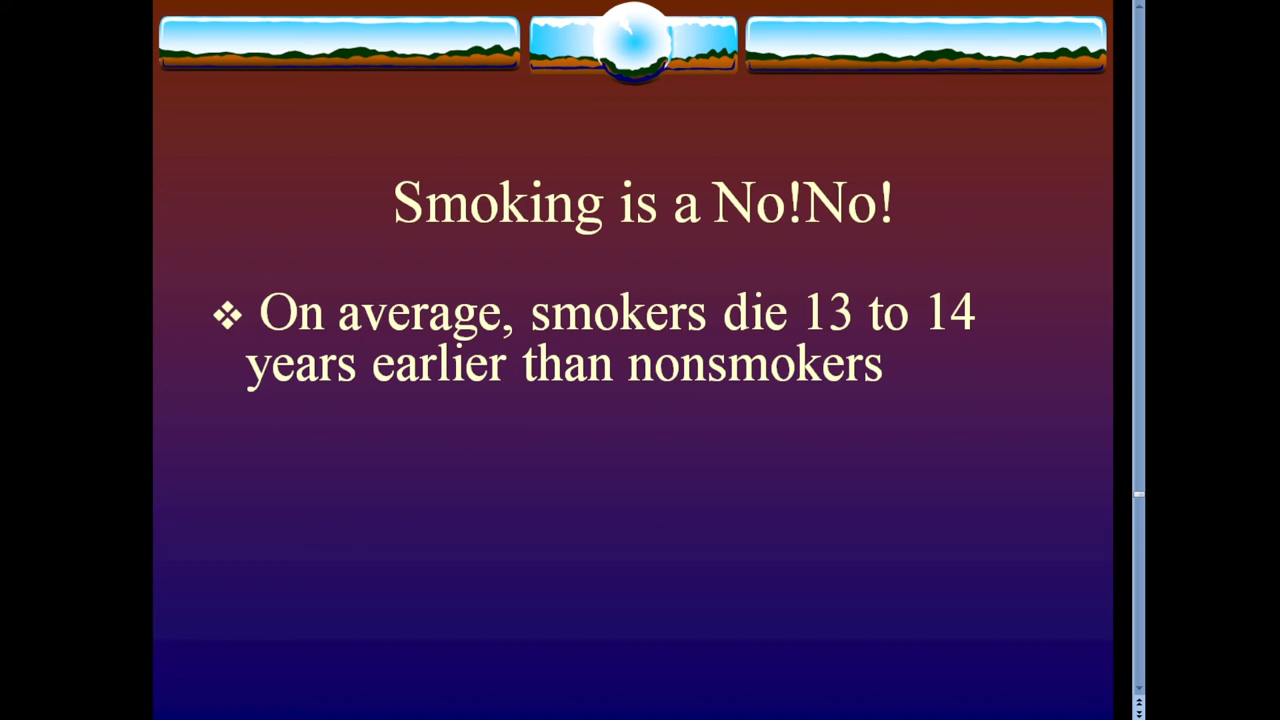 Smoking is a No!No!
❖ On average, smokers die 13 to 14
years earlier than nonsmokers